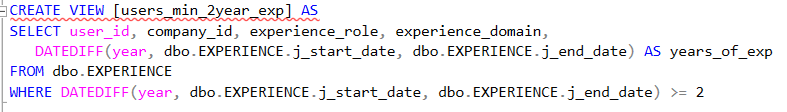 CREATE VIEW [users_min_2year_exp] AS
SELECT user_id, company_id, experience_role, experience_domain,
DATEDIFF(year, dbo.EXPERIENCE.j_start_date, dbo.EXPERIENCE.j_end_date) AS years_of_exp
FROM dbo.EXPERIENCE
WHERE DATEDIFF(year, dbo.EXPERIENCE.j_start_date, dbo.EXPERIENCE.j_end_date) >= 2